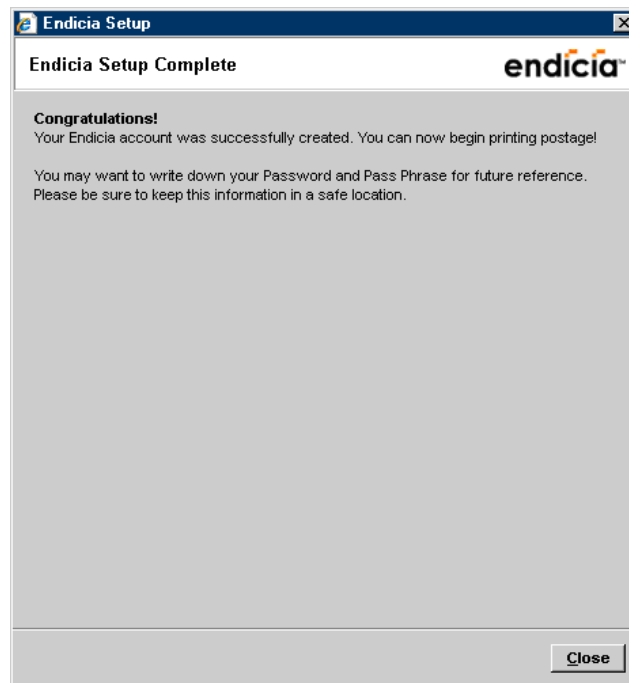 Endicia Setup
Endicia Setup Complete
endicia™
Congratulations!
Your Endicia account was successfully created. You can now begin printing postage!
You may want to write down your Password and Pass Phrase for future reference.
Please be sure to keep this information in a safe location.
Close